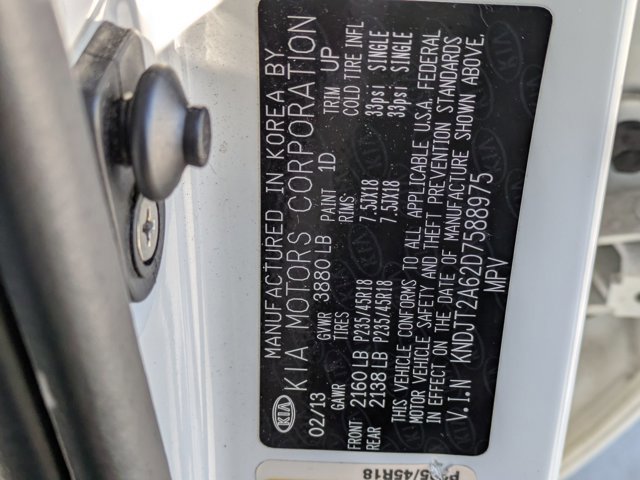 MANUFACTURED IN KOREA BY.
KIA KIA MOTORS CORPORATION
02/13 GVWR 3880 LB PAINT 1D TRIM UP
GAWR TIRES RIMS COLD TIRE INFL
FRONT 2160 LB P235/45R18 7.5JX18 33psi SINGLE
REAR 2138 LB P235/45R18 7.5JX18 33psi SINGLE
THIS VEHICLE CONFORMS TO ALL APPLICABLE U.S.A. FEDERAL
MOTOR VEHICLE SAFETY AND THEFT PREVENTION STANDARDS
IN EFFECT ON THE DATE OF MANUFACTURE SHOWN ABOVE.
V.I.N KNDJT2A62D7588975
MPV
/45R18